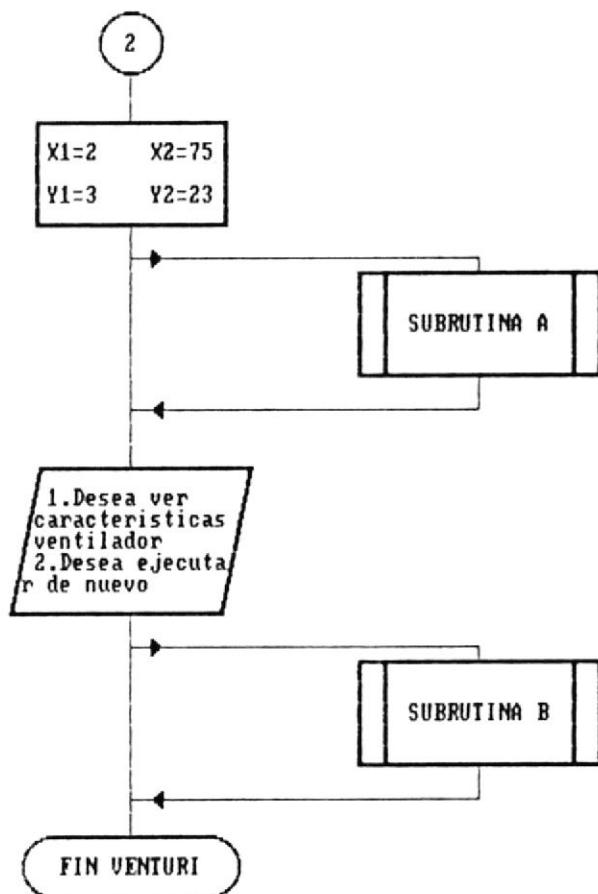 2
X1=2 X2=75
Y1=3 Y2=23
SUBRUTINA A
1.Desea ver
caracteristicas
ventilador
2.Desea ejecuta
r de nuevo
SUBRUTINA B
FIN VENTURI